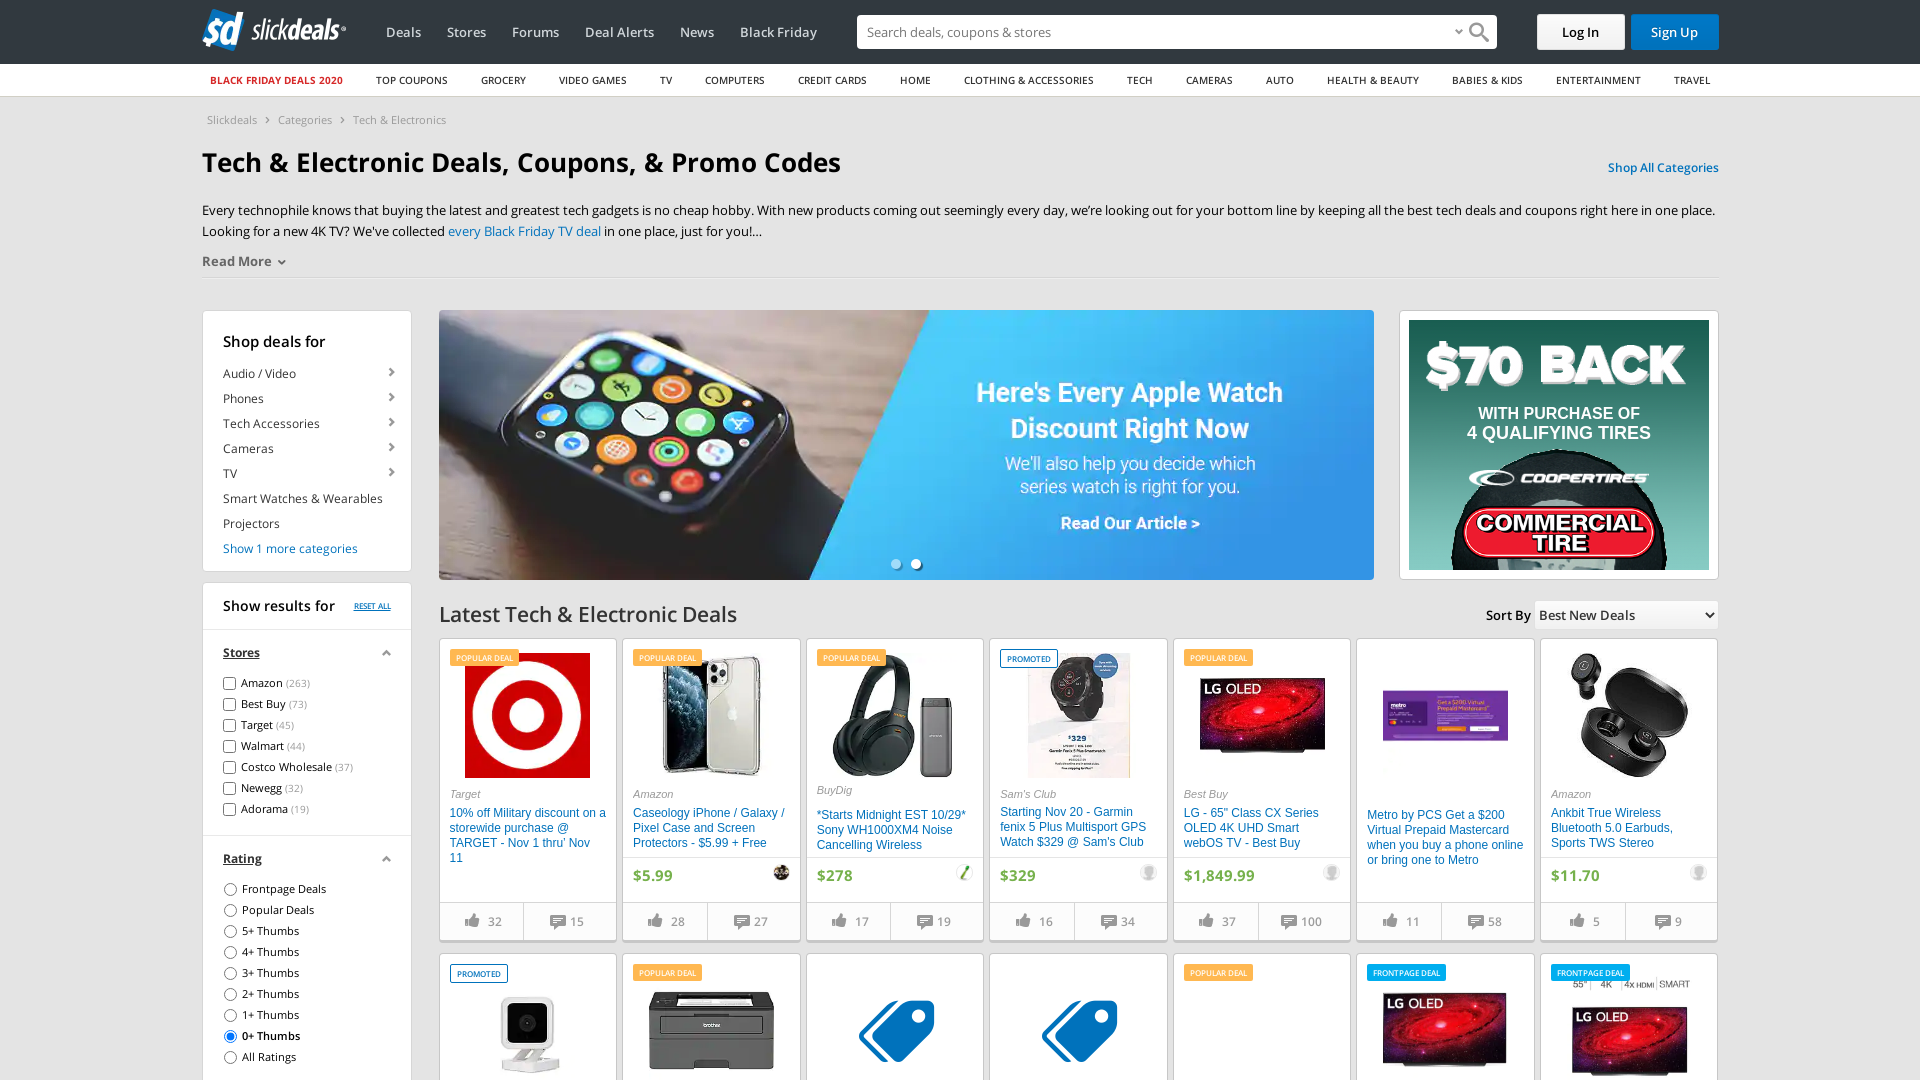 slickdeals
Deals
Stores
Forums
Deal Alerts
News
Black Friday
Search deals, coupons & stores
Log In
Sign Up
BLACK FRIDAY DEALS 2020
TOP COUPONS
GROCERY
VIDEO GAMES
TV
COMPUTERS
CREDIT CARDS
HOME
CLOTHING & ACCESSORIES
TECH
CAMERAS
AUTO
HEALTH & BEAUTY
BABIES & KIDS
ENTERTAINMENT
TRAVEL
Slickdeals
Categories
Tech & Electronics
Tech & Electronic Deals, Coupons, & Promo Codes
Shop All Categories
Every technophile knows that buying the latest and greatest tech gadgets is no cheap hobby. With new products coming out seemingly every day, we’re looking out for your bottom line by keeping all the best tech deals and coupons right here in one place.
Looking for a new 4K TV? We've collected every Black Friday TV deal in one place, just for you!...
Read More
Shop deals for
Audio / Video
Phones
Tech Accessories
Cameras
TV
Smart Watches & Wearables
Projectors
Show 1 more categories
Show results for
RESET ALL
Stores
Amazon (263)
Best Buy (73)
Target (45)
Walmart (44)
Costco Wholesale (37)
Newegg (32)
Adorama (19)
Rating
Frontpage Deals
Popular Deals
5+ Thumbs
4+ Thumbs
3+ Thumbs
2+ Thumbs
1+ Thumbs
0+ Thumbs
All Ratings
Here's Every Apple Watch
Discount Right Now
We'll also help you decide which
series watch is right for you.
Read Our Article >
$70 BACK
WITH PURCHASE OF
4 QUALIFYING TIRES
COOPERTIRES
COMMERCIAL
TIRE
Latest Tech & Electronic Deals
Sort By
Best New Deals
POPULAR DEAL
Target
10% off Military discount on a
storewide purchase @
TARGET - Nov 1 thru' Nov
11
32
15
POPULAR DEAL
Amazon
Caseology iPhone / Galaxy /
Pixel Case and Screen
Protectors - $5.99 + Free
$5.99
28
27
POPULAR DEAL
BuyDig
*Starts Midnight EST 10/29*
Sony WH1000XM4 Noise
Cancelling Wireless
$278
17
19
PROMOTED
$329
Sam's Club
Starting Nov 20 - Garmin
fenix 5 Plus Multisport GPS
Watch $329 @ Sam's Club
$329
16
34
POPULAR DEAL
LG OLED
Best Buy
LG - 65" Class CX Series
OLED 4K UHD Smart
webOS TV - Best Buy
$1,849.99
37
100
metro
Metro by PCS Get a $200
Virtual Prepaid Mastercard
when you buy a phone online
or bring one to Metro
11
58
Amazon
Ankbit True Wireless
Bluetooth 5.0 Earbuds,
Sports TWS Stereo
$11.70
5
9
PROMOTED
POPULAR DEAL
brother
POPULAR DEAL
FRONTPAGE DEAL
LG OLED
FRONTPAGE DEAL
55" 4K 4X HDMI SMART
LG OLED